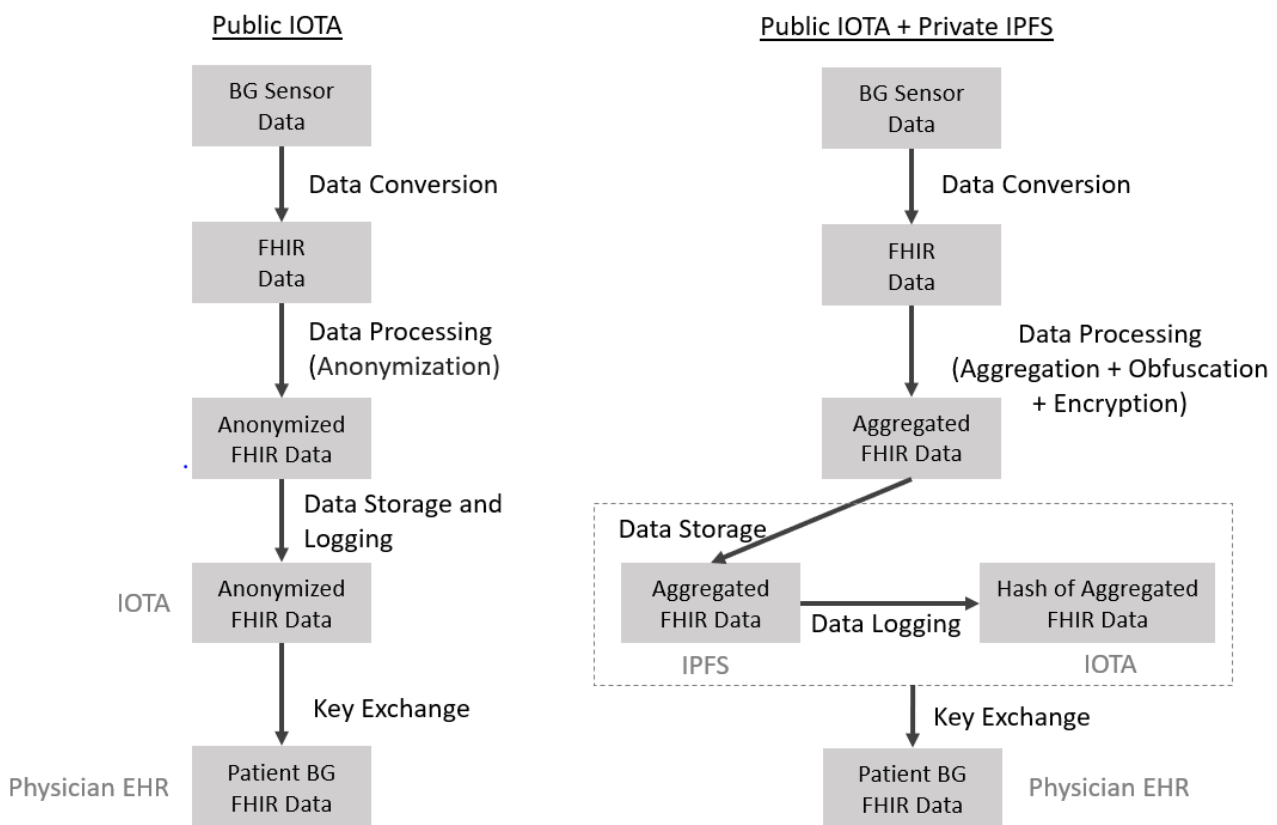 Public IOTA
BG Sensor
Data
Data Conversion
FHIR
Data
Data Processing
(Anonymization)
Anonymized
FHIR Data
Data Storage and
Logging
IOTA
Anonymized
FHIR Data
Key Exchange
Physician EHR
Patient BG
FHIR Data
Public IOTA + Private IPFS
BG Sensor
Data
Data Conversion
FHIR
Data
Data Processing
(Aggregation + Obfuscation
+ Encryption)
Aggregated
FHIR Data
Data Storage
Aggregated
FHIR Data
IPFS
Data Logging
Hash of Aggregated
FHIR Data
IOTA
Key Exchange
Patient BG
FHIR Data
Physician EHR